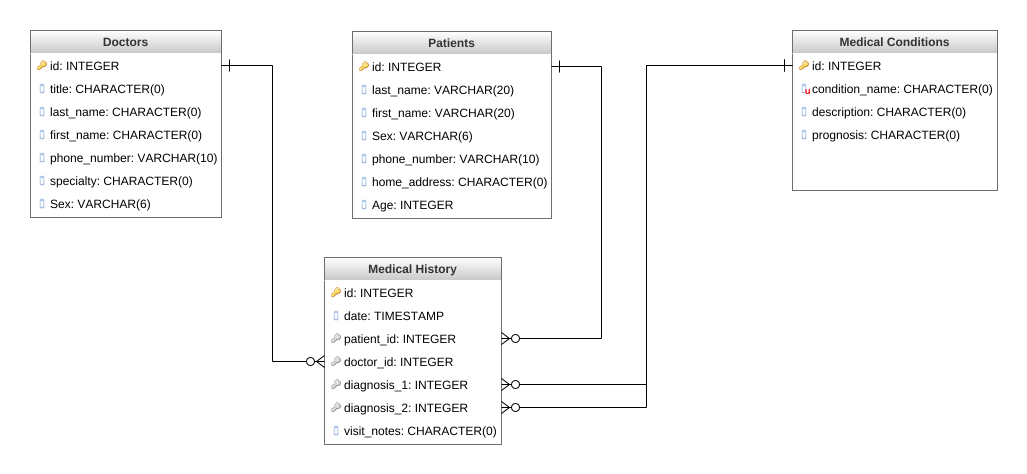 Doctors
id: INTEGER
title: CHARACTER(0)
last_name: CHARACTER(0)
first_name: CHARACTER(0)
phone_number: VARCHAR(10)
specialty: CHARACTER(0)
Sex: VARCHAR(6)
Patients
id: INTEGER
last_name: VARCHAR(20)
first_name: VARCHAR(20)
Sex: VARCHAR(6)
phone_number: VARCHAR(10)
home_address: CHARACTER(0)
Age: INTEGER
Medical Conditions
id: INTEGER
u condition_name: CHARACTER(0)
description: CHARACTER(0)
prognosis: CHARACTER(0)
Medical History
id: INTEGER
date: TIMESTAMP
patient_id: INTEGER
doctor_id: INTEGER
diagnosis_1: INTEGER
diagnosis_2: INTEGER
visit_notes: CHARACTER(0)